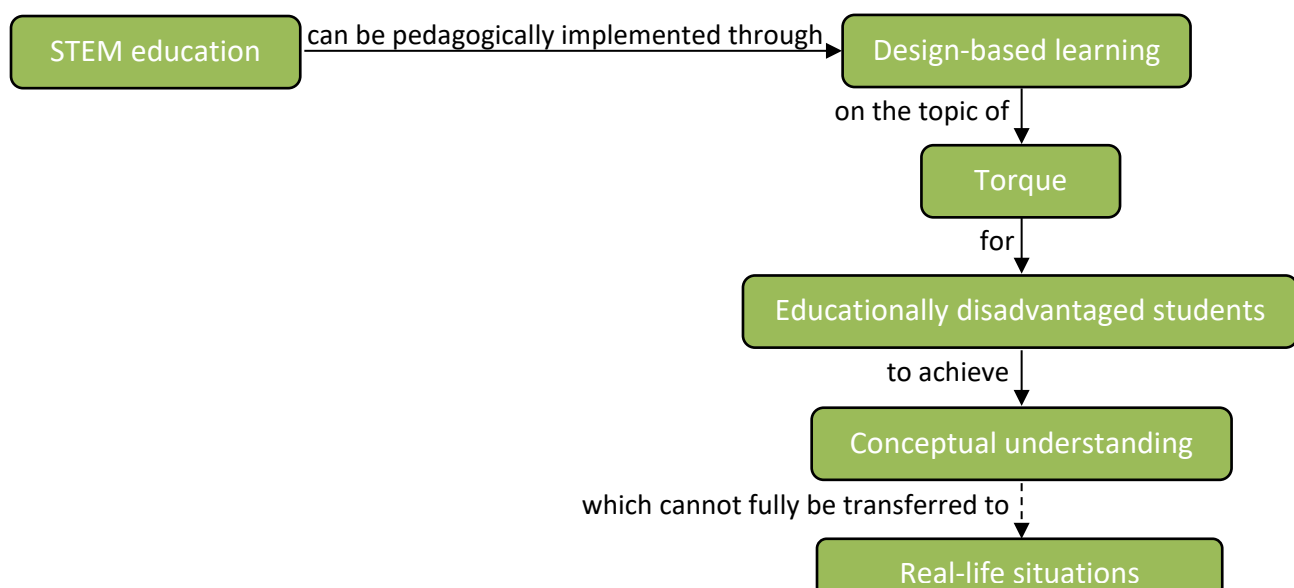 STEM education
can be pedagogically implemented through
Design-based learning
on the topic of
Torque
for
Educationally disadvantaged students
to achieve
Conceptual understanding
which cannot fully be transferred to
Real-life situations